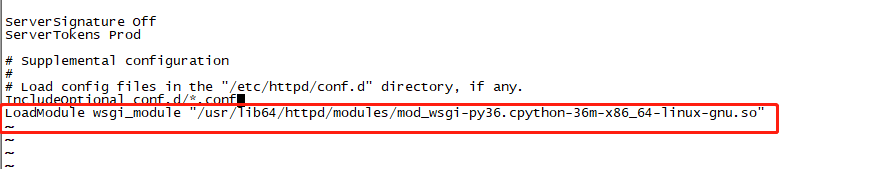 ServerSignature Off
ServerTokens Prod
# Supplemental configuration
#
# Load config files in the "/etc/httpd/conf.d" directory, if any.
IncludeOptional conf.d/*.conf
LoadModule wsgi_module "/usr/lib64/httpd/modules/mod_wsgi-py36.cpython-36m-x86_64-linux-gnu.so"
~
~
~
~